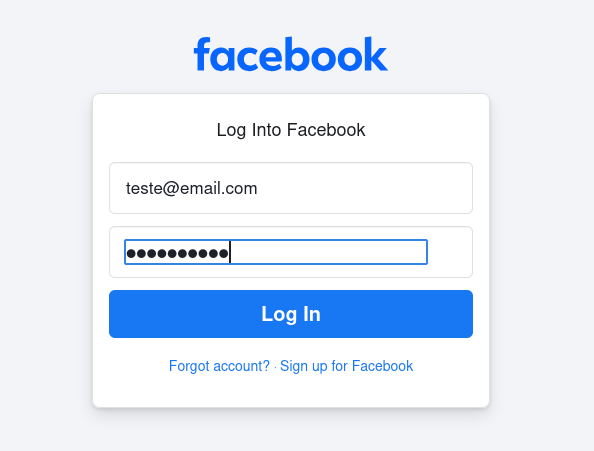 facebook
Log Into Facebook
teste@email.com
●●●●●●●●●●
Log In
Forgot account? · Sign up for Facebook